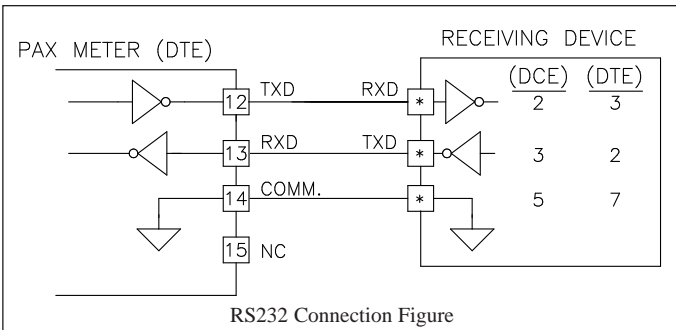 PAX METER (DTE)
RECEIVING DEVICE
(DCE) (DTE)
12 TXD RXD * 2 3
13 RXD TXD * 3 2
14 COMM. * 5 7
15 NC
RS232 Connection Figure